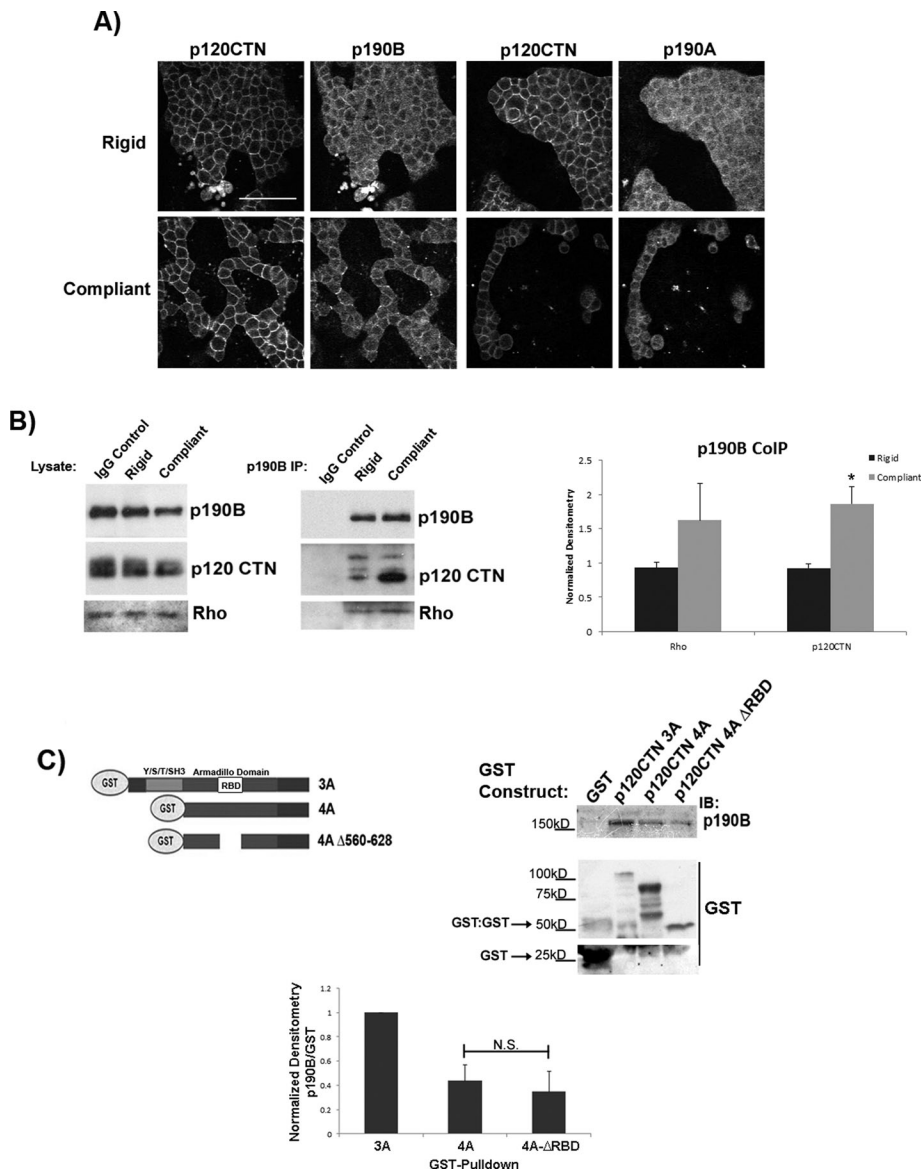 A)
p120CTN p190B p120CTN p190A
Rigid
Compliant
B)
Lysate: IgG Control Rigid Compliant
p190B
p120 CTN
Rho
p190B IP: IgG Control Rigid Compliant
p190B
p120 CTN
Rho
p190B CoIP
Rigid
Compliant
*
Normalized Densitometry
2.5
2
1.5
1
0.5
0
Rho p120CTN
C)
Y/S/T/SH3 Armadillo Domain
GST RBD 3A
GST 4A
GST 4A Δ560-628
GST Construct: GST p120CTN 3A p120CTN 4A p120CTN 4A ΔRBD
IB:
150kD p190B
100kD
75kD
GST:GST → 50kD
GST → 25kD
GST
Normalized Densitometry
p190B/GST
1.2
1
0.8
0.6
0.4
0.2
0
N.S.
3A 4A 4A-ΔRBD
GST-Pulldown